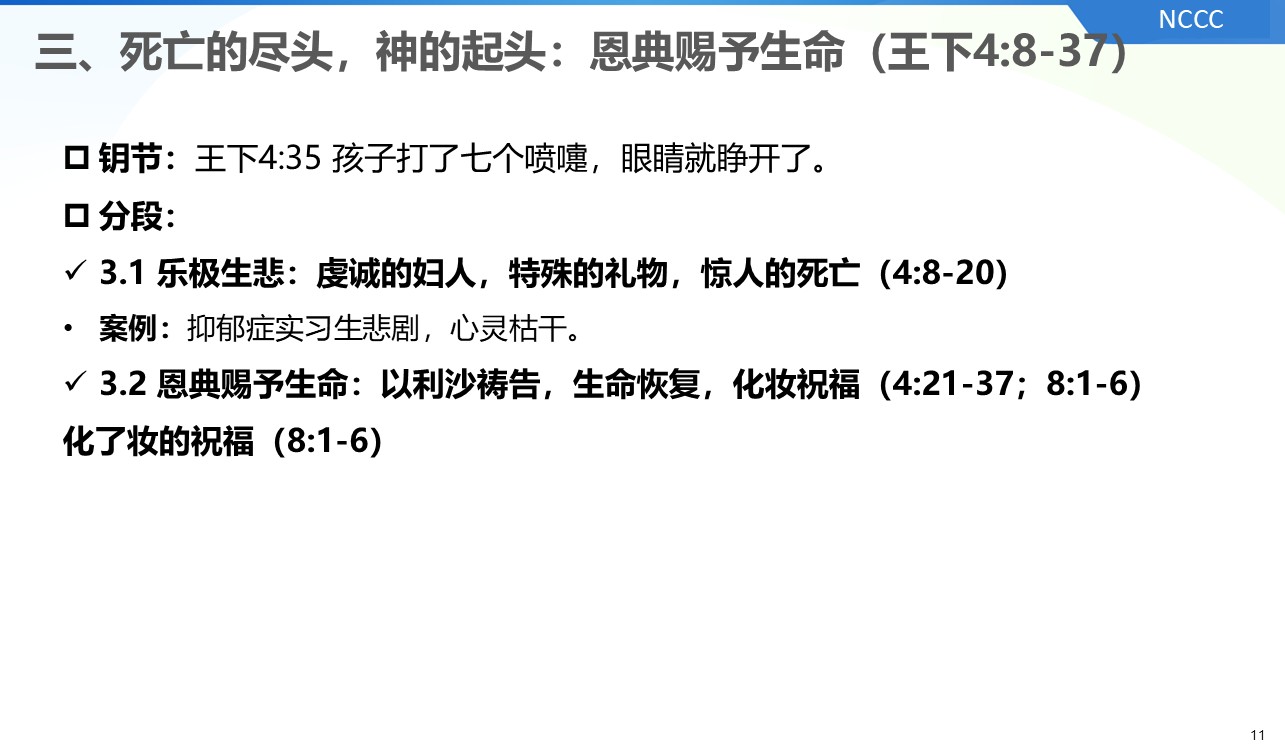 NCCC
三、死亡的尽头，神的起头：恩典赐予生命（王下4:8-37）
钥节：王下4:35 孩子打了七个喷嚏，眼睛就睁开了。
分段：
✓ 3.1 乐极生悲：虔诚的妇人，特殊的礼物，惊人的死亡（4:8-20）
• 案例：抑郁症实习生悲剧，心灵枯干。
✓ 3.2 恩典赐予生命：以利沙祷告，生命恢复，化妆祝福（4:21-37；8:1-6）
化了妆的祝福（8:1-6）
11